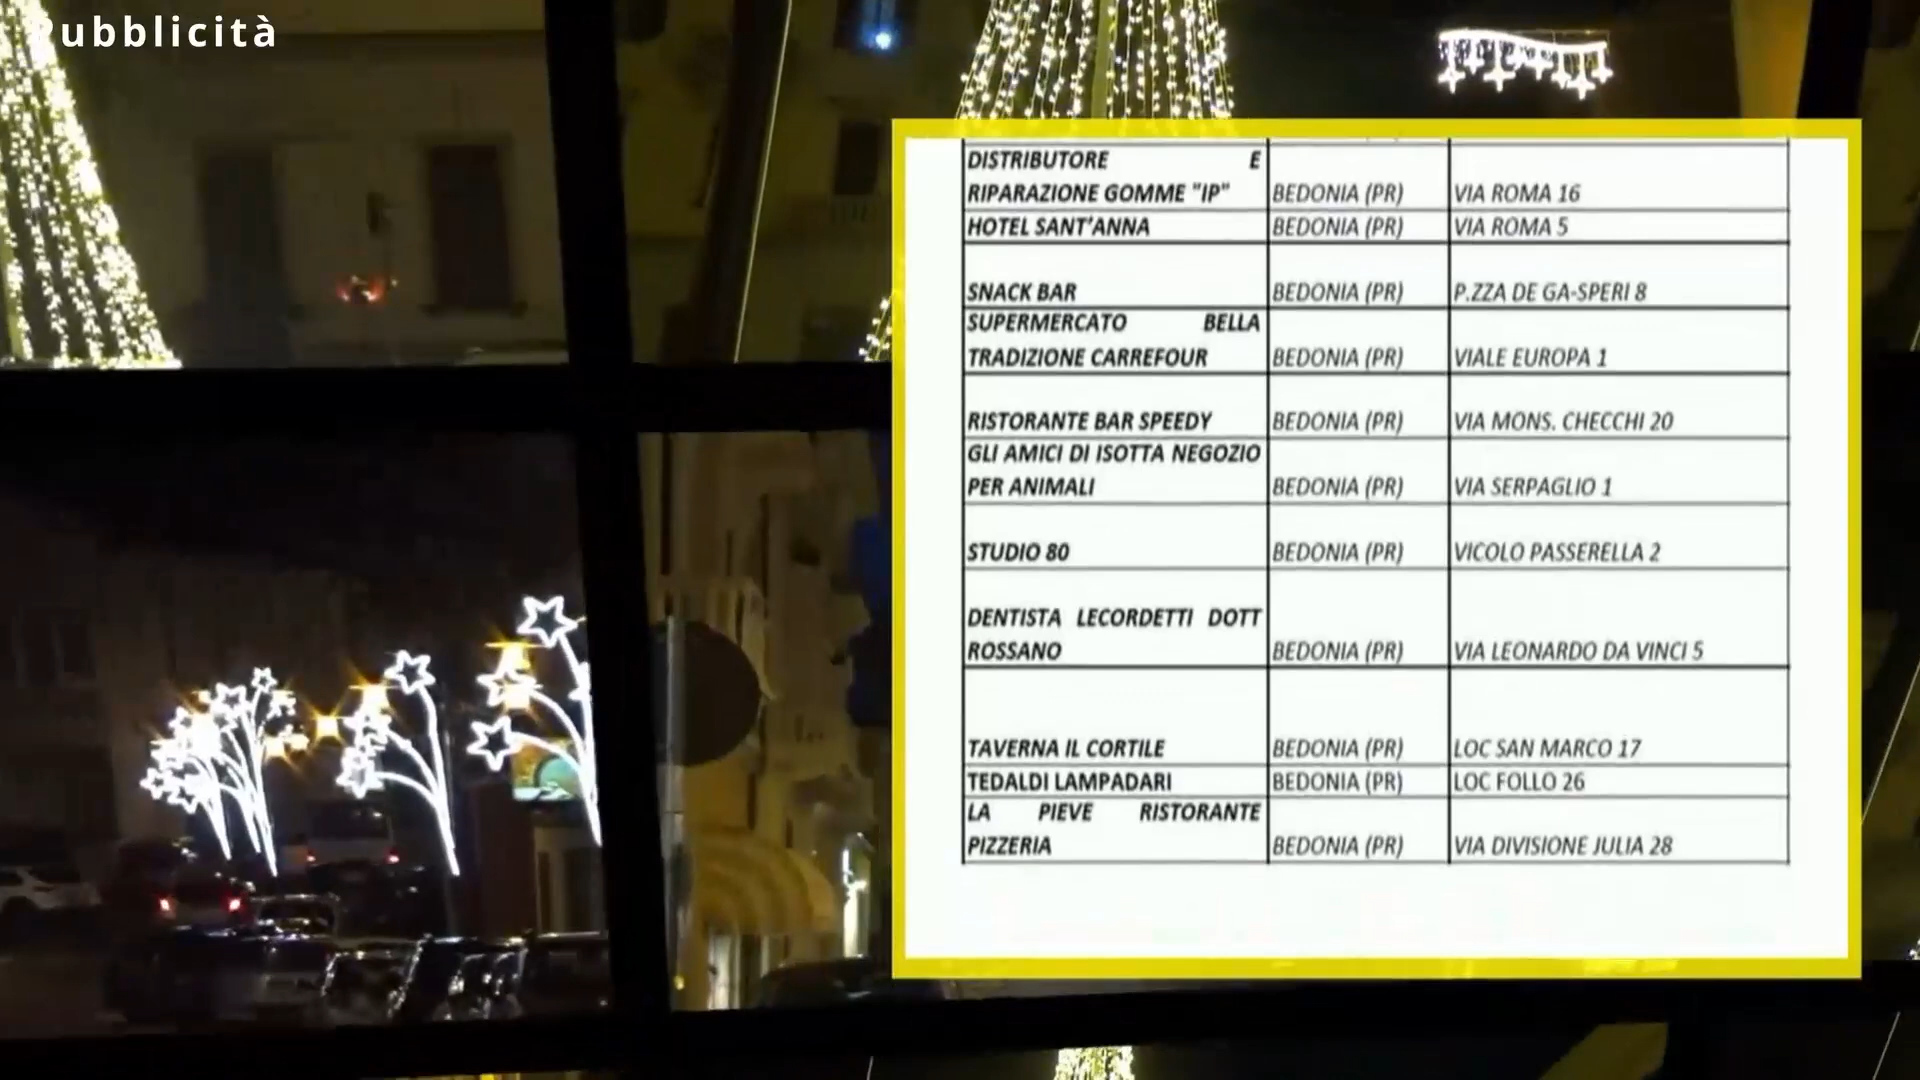 Pubblicità
DISTRIBUTORE E
RIPARAZIONE GOMME "IP" BEDONIA (PR) VIA ROMA 16
HOTEL SANT'ANNA BEDONIA (PR) VIA ROMA 5
SNACK BAR BEDONIA (PR) P.ZZA DE GA-SPERI 8
SUPERMERCATO BELLA
TRADIZIONE CARREFOUR BEDONIA (PR) VIALE EUROPA 1
RISTORANTE BAR SPEEDY BEDONIA (PR) VIA MONS. CHECCHI 20
GLI AMICI DI ISOTTA NEGOZIO
PER ANIMALI BEDONIA (PR) VIA SERPAGLIO 1
STUDIO 80 BEDONIA (PR) VICOLO PASSERELLA 2
DENTISTA LECORDETTI DOTT
ROSSANO BEDONIA (PR) VIA LEONARDO DA VINCI 5
TAVERNA IL CORTILE BEDONIA (PR) LOC SAN MARCO 17
TEDALDI LAMPADARI BEDONIA (PR) LOC FOLLO 26
LA PIEVE RISTORANTE
PIZZERIA BEDONIA (PR) VIA DIVISIONE JULIA 28